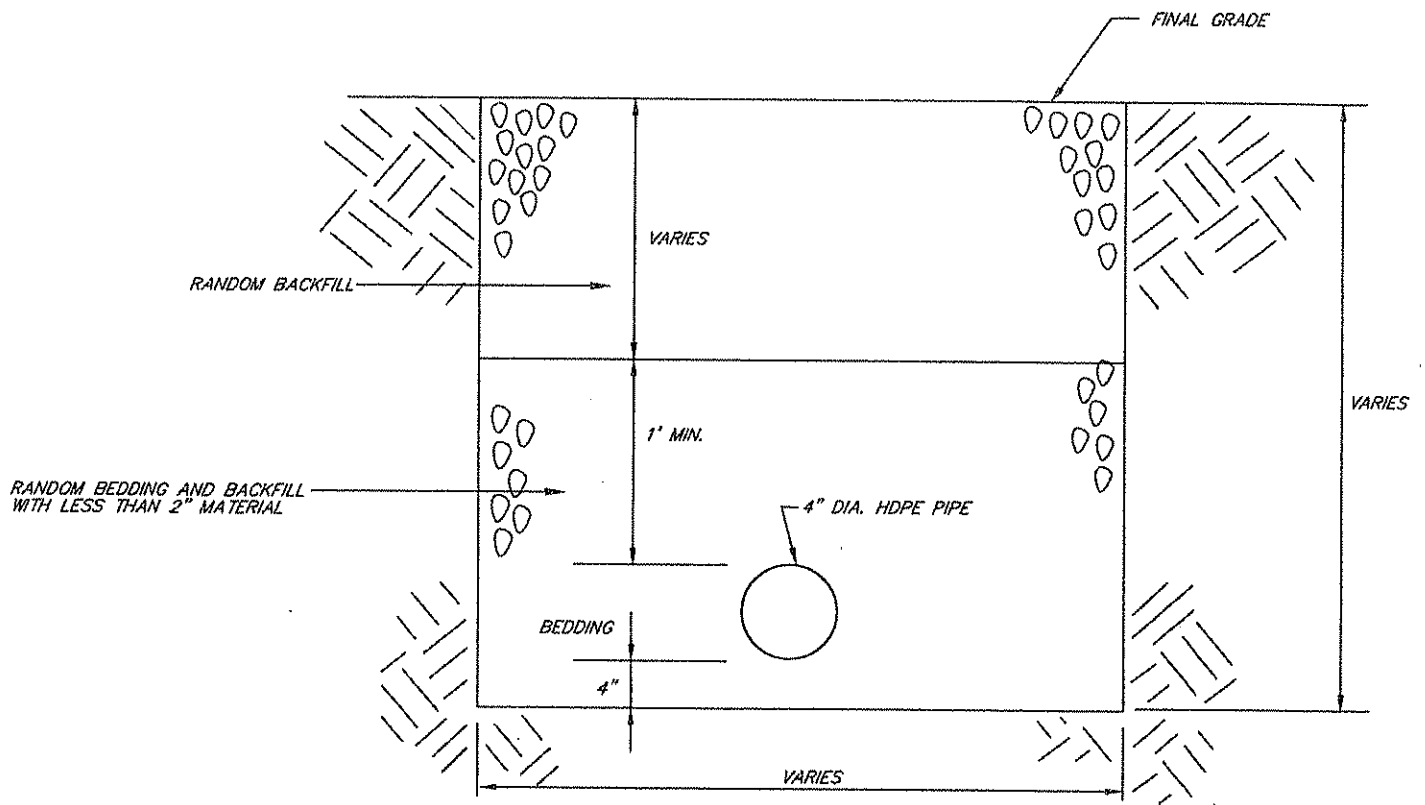 FINAL GRADE
VARIES
RANDOM BACKFILL
VARIES
1' MIN.
RANDOM BEDDING AND BACKFILL
WITH LESS THAN 2" MATERIAL
4" DIA. HDPE PIPE
BEDDING
4"
VARIES